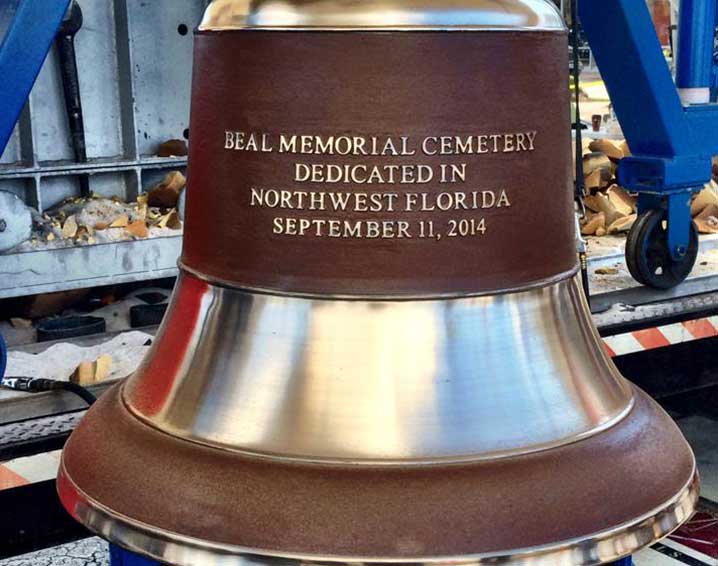 BEAL MEMORIAL CEMETERY
DEDICATED IN
NORTHWEST FLORIDA
SEPTEMBER 11, 2014